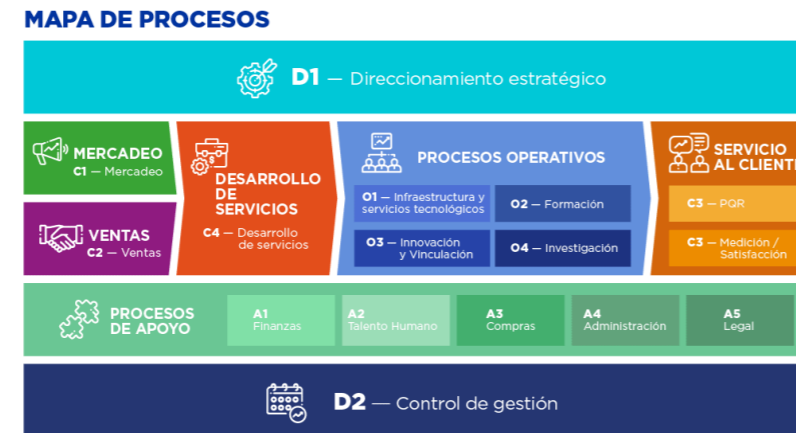 MAPA DE PROCESOS
D1 — Direccionamiento estratégico
MERCADEO
C1 — Mercadeo
VENTAS
C2 — Ventas
DESARROLLO
DE
SERVICIOS
C4 — Desarrollo
de servicios
PROCESOS OPERATIVOS
O1 — Infraestructura y
servicios tecnológicos
O2 — Formación
O3 — Innovación
y Vinculación
O4 — Investigación
SERVICIO
AL CLIENTE
C3 — PQR
C3 — Medición /
Satisfacción
PROCESOS
DE APOYO
A1
Finanzas
A2
Talento Humano
A3
Compras
A4
Administración
A5
Legal
D2 — Control de gestión